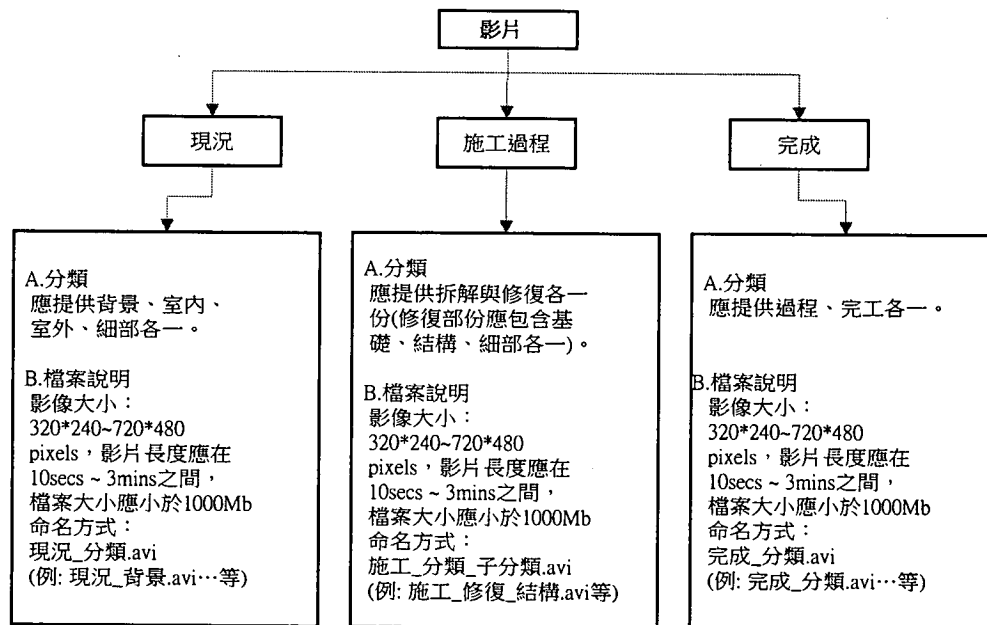 影片
現況
施工過程
完成
A.分類
應提供背景、室內、
室外、細部各一。
B.檔案說明
影像大小：
320*240~720*480
pixels，影片長度應在
10secs ~ 3mins之間，
檔案大小應小於1000Mb
命名方式：
現況_分類.avi
(例: 現況_背景.avi…等)
A.分類
應提供拆解與修復各一
份(修復部份應包含基
礎、結構、細部各一)。
B.檔案說明
影像大小：
320*240~720*480
pixels，影片長度應在
10secs ~ 3mins之間，
檔案大小應小於1000Mb
命名方式：
施工_分類_子分類.avi
(例: 施工_修復_結構.avi等)
A.分類
應提供過程、完工各一。
B.檔案說明
影像大小：
320*240~720*480
pixels，影片長度應在
10secs ~ 3mins之間，
檔案大小應小於1000Mb
命名方式：
完成_分類.avi
(例: 完成_分類.avi…等)